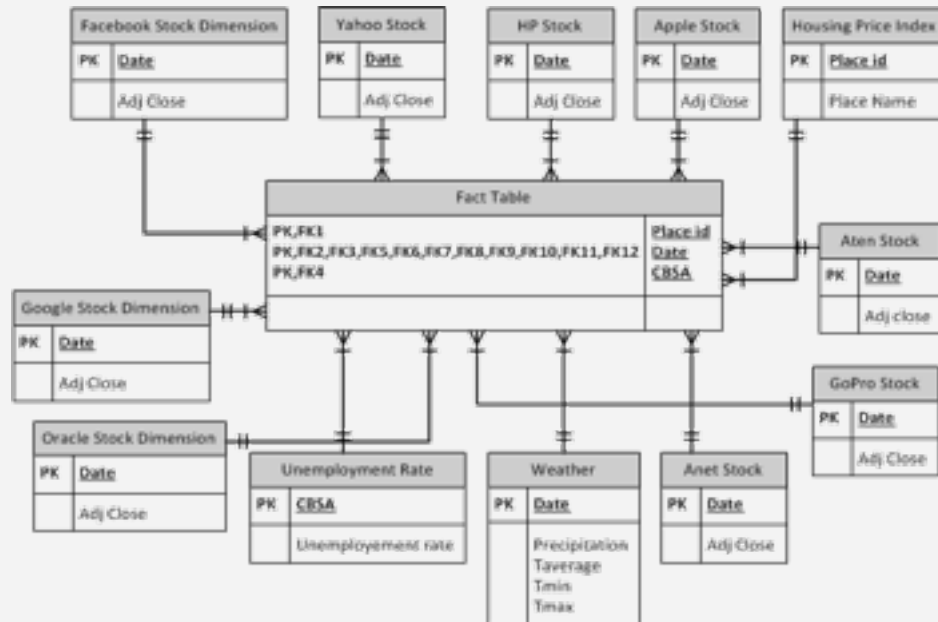 Facebook Stock Dimension
PK Date
Adj Close
Yahoo Stock
PK Date
Adj Close
HP Stock
PK Date
Adj Close
Apple Stock
PK Date
Adj Close
Housing Price Index
PK Place id
Place Name
Fact Table
PK,FK1 Place id
PK,FK2,FK3,FK5,FK6,FK7,FK8,FK9,FK10,FK11,FK12 Date
PK,FK4 CBSA
Aten Stock
PK Date
Adj close
Google Stock Dimension
PK Date
Adj Close
GoPro Stock
PK Date
Adj Close
Oracle Stock Dimension
PK Date
Adj Close
Unemployment Rate
PK CBSA
Unemployement rate
Weather
PK Date
Precipitation
Taverage
Tmin
Tmax
Anet Stock
PK Date
Adj Close